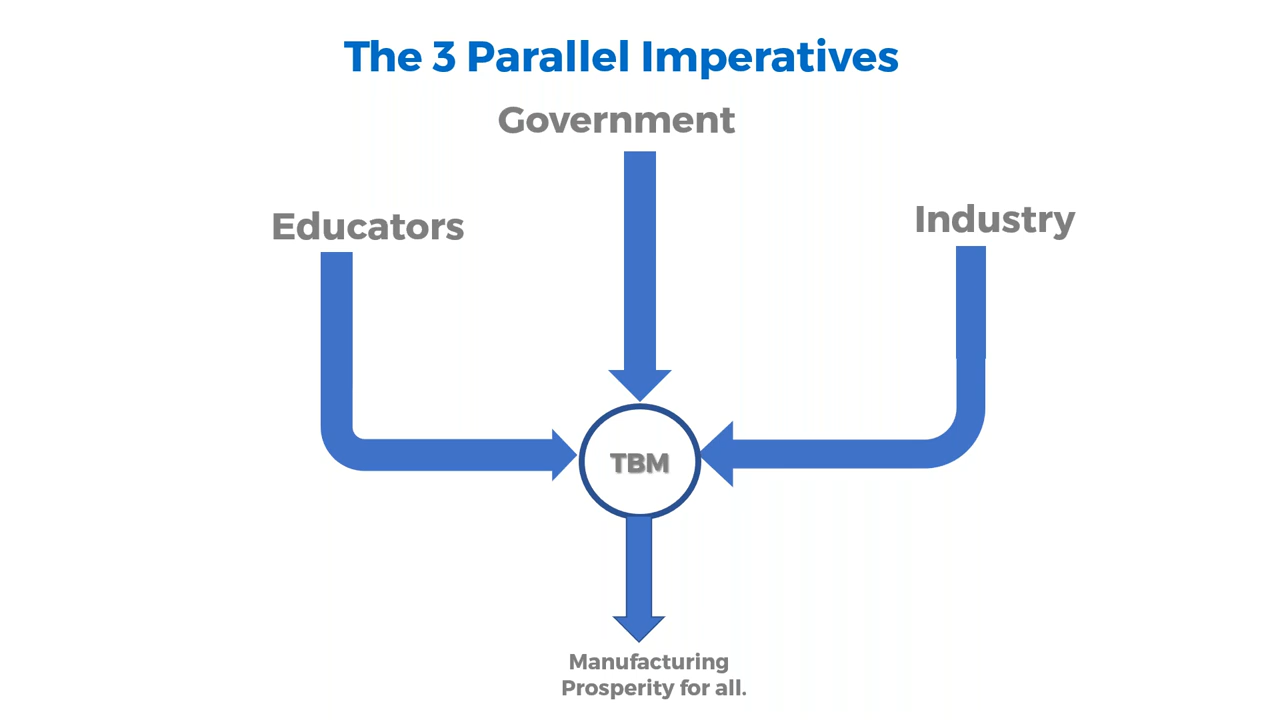 The 3 Parallel Imperatives
Government
Educators
Industry
TBM
Manufacturing
Prosperity for all.